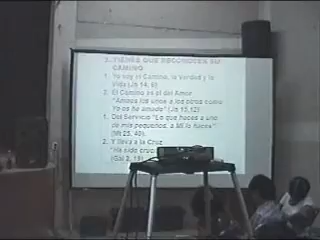 3. TIENES QUE RECONOCER SU
CAMINO
1. Yo soy el Camino, la Verdad y la
Vida (Jn 14, 6)
2. El Camino es el del Amor
"Amaos los unos a los otros como
Yo os he amado" (Jn 13,12)
1. Del Servicio "Lo que haces a uno
de mis pequeños, a Mí lo haces"
(Mt 25, 40).
2. Y lleva a la Cruz
"He sido cruc
(Gal 2, 19)